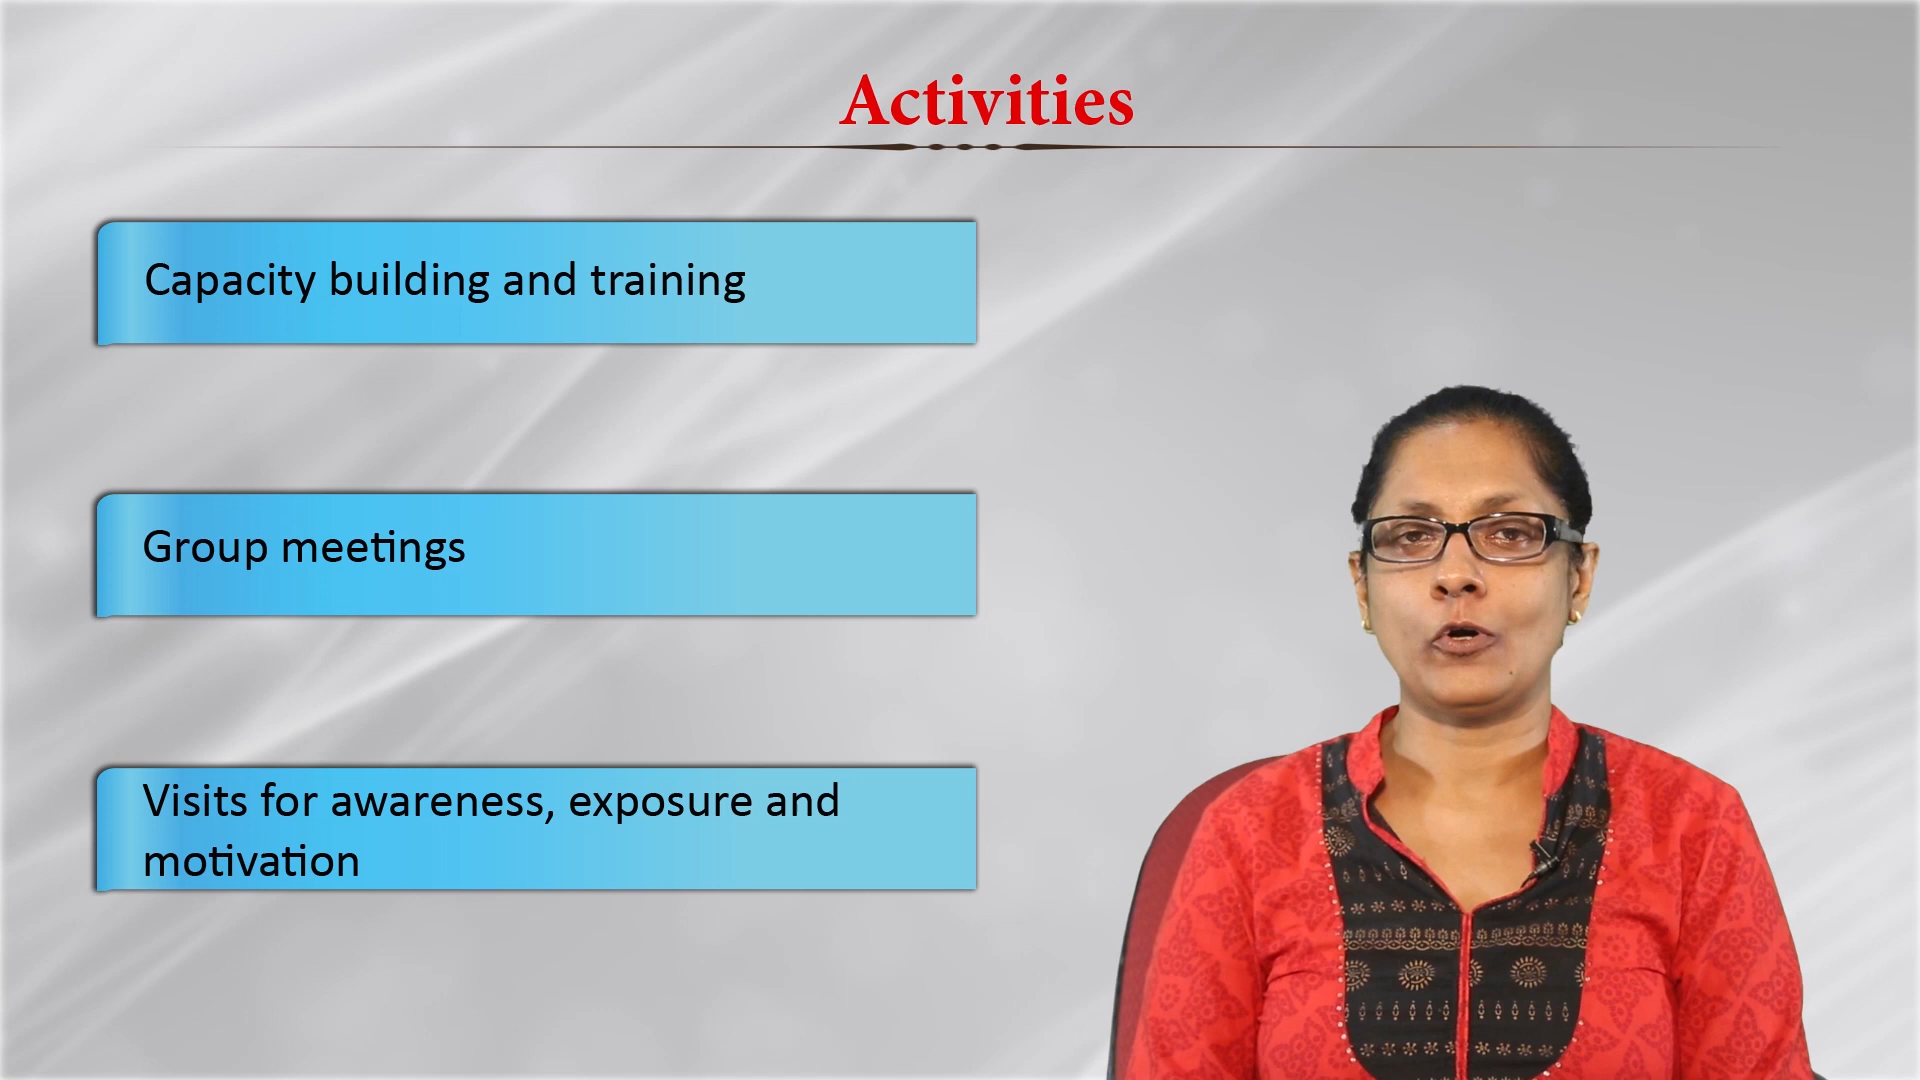 Activities
Capacity building and training
Group meetings
Visits for awareness, exposure and
motivation